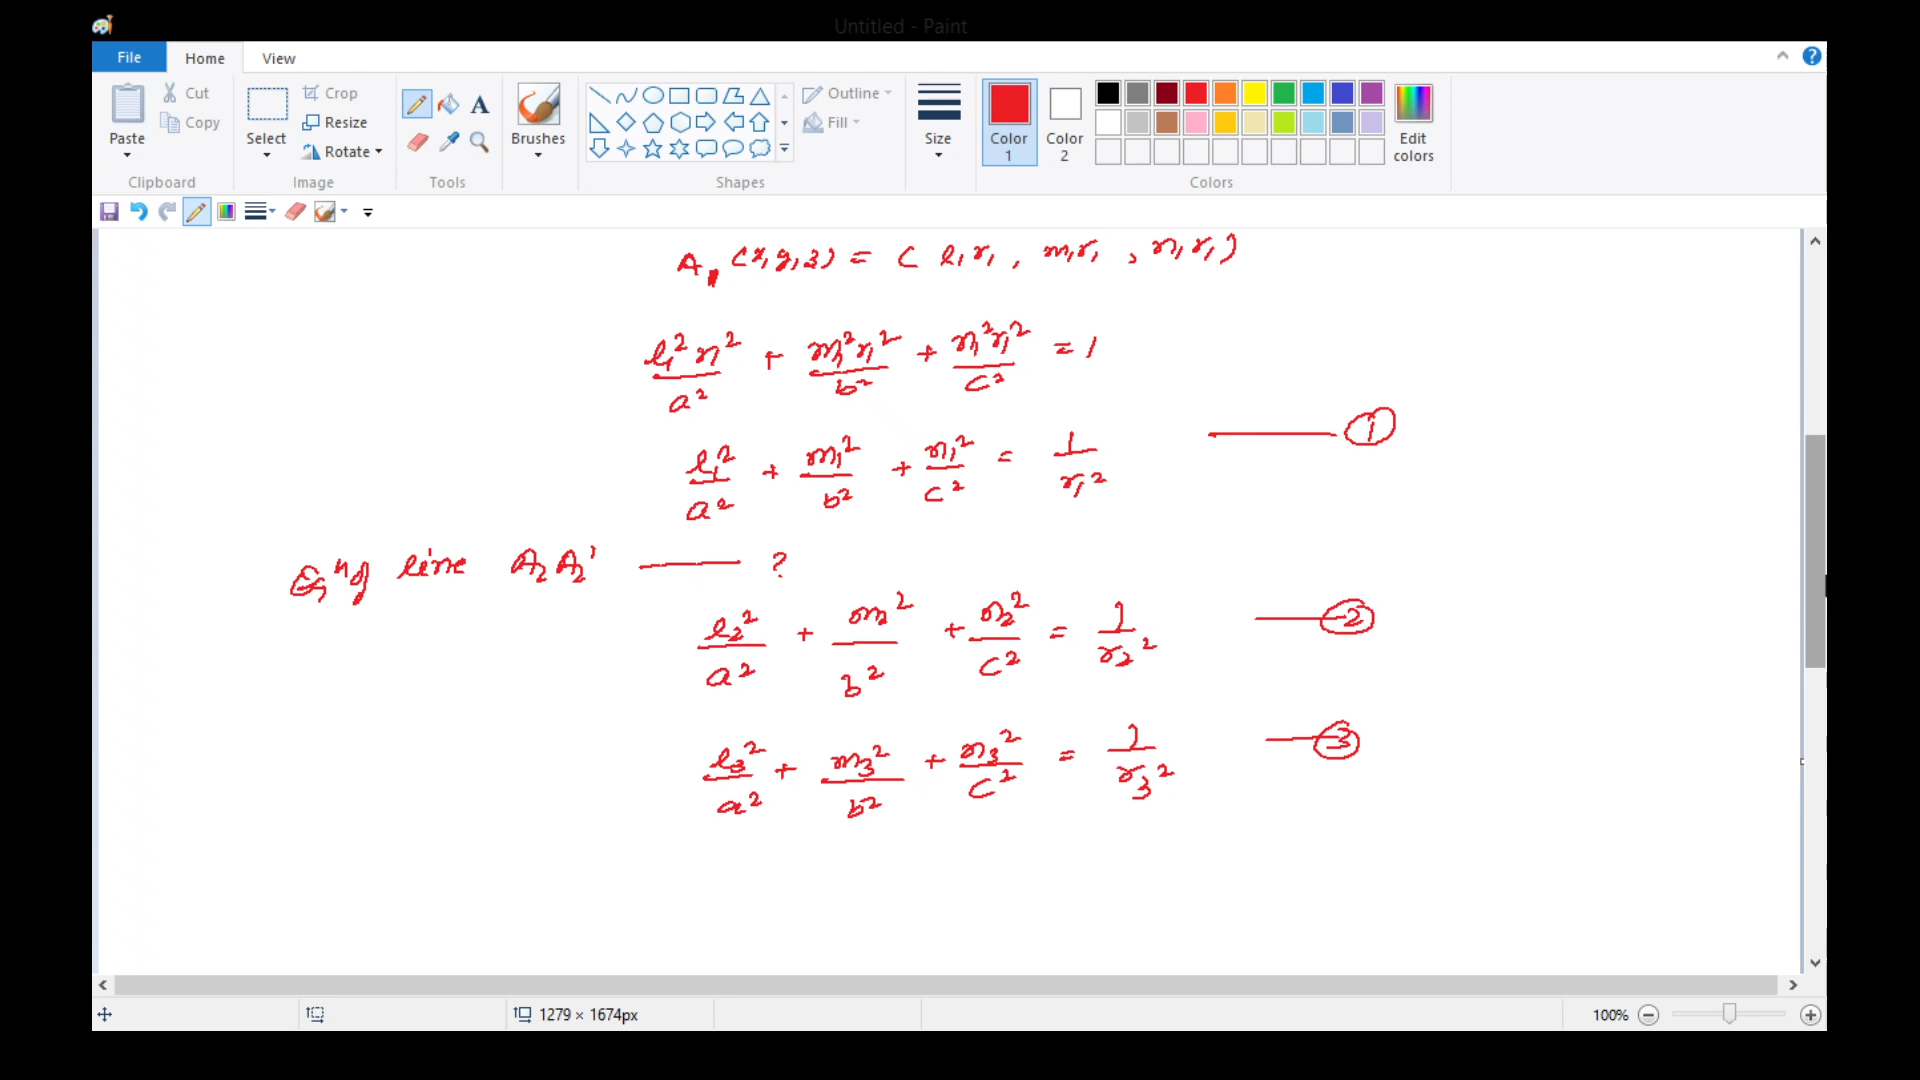 Untitled - Paint
File Home View
Paste Cut Copy Clipboard
Select Crop Resize Rotate Image
A Tools
Brushes
Outline Fill Shapes
Size
Color 1 Color 2 Edit colors Colors
A₁ (x, y, z) = ( l₁r₁ , m₁r₁ , n₁r₁ )
l₁²r₁²/a² + m₁²r₁²/b² + n₁²r₁²/c² = 1
l₁²/a² + m₁²/b² + n₁²/c² = 1/r₁² —— ①
Eqⁿ of line A₂A₂' —— ?
l₂²/a² + m₂²/b² + n₂²/c² = 1/r₂² —— ②
l₃²/a² + m₃²/b² + n₃²/c² = 1/r₃² —— ③
1279 × 1674px 100%